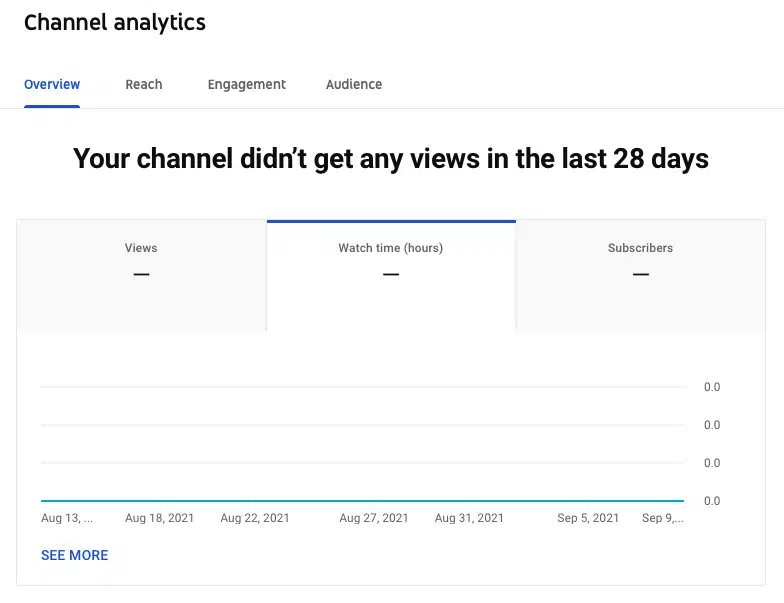 Channel analytics
Overview Reach Engagement Audience
Your channel didn’t get any views in the last 28 days
Views Watch time (hours) Subscribers
— — —
0.0
0.0
0.0
0.0
Aug 13, ... Aug 18, 2021 Aug 22, 2021 Aug 27, 2021 Aug 31, 2021 Sep 5, 2021 Sep 9,...
SEE MORE